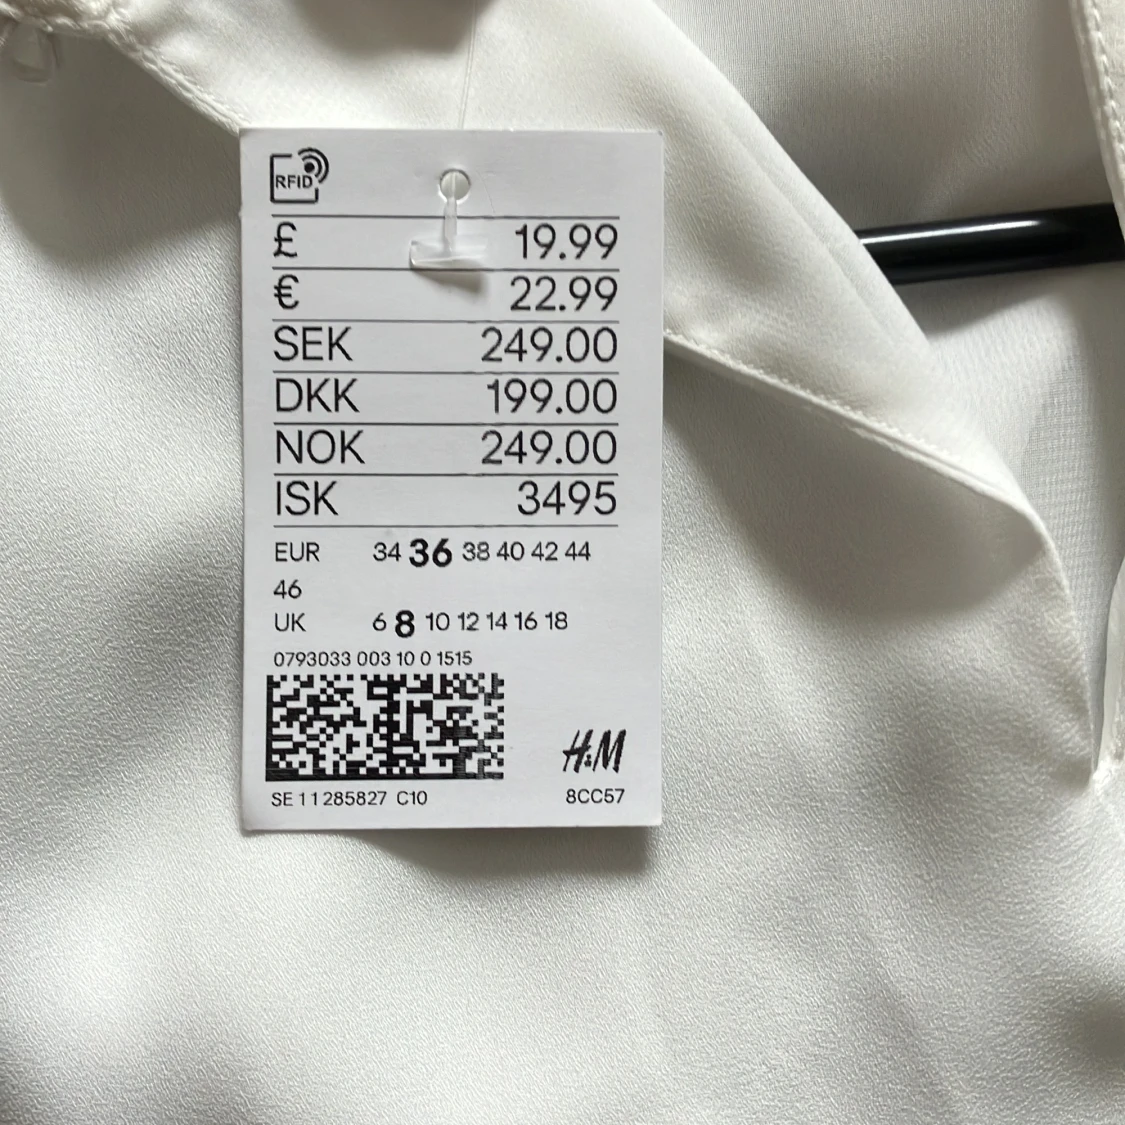 RFID
£ 19.99
€ 22.99
SEK 249.00
DKK 199.00
NOK 249.00
ISK 3495
EUR 34 36 38 40 42 44
46
UK 6 8 10 12 14 16 18
0793033 003 10 0 1515
H&M
SE 1 1 285827 C10 8CC57